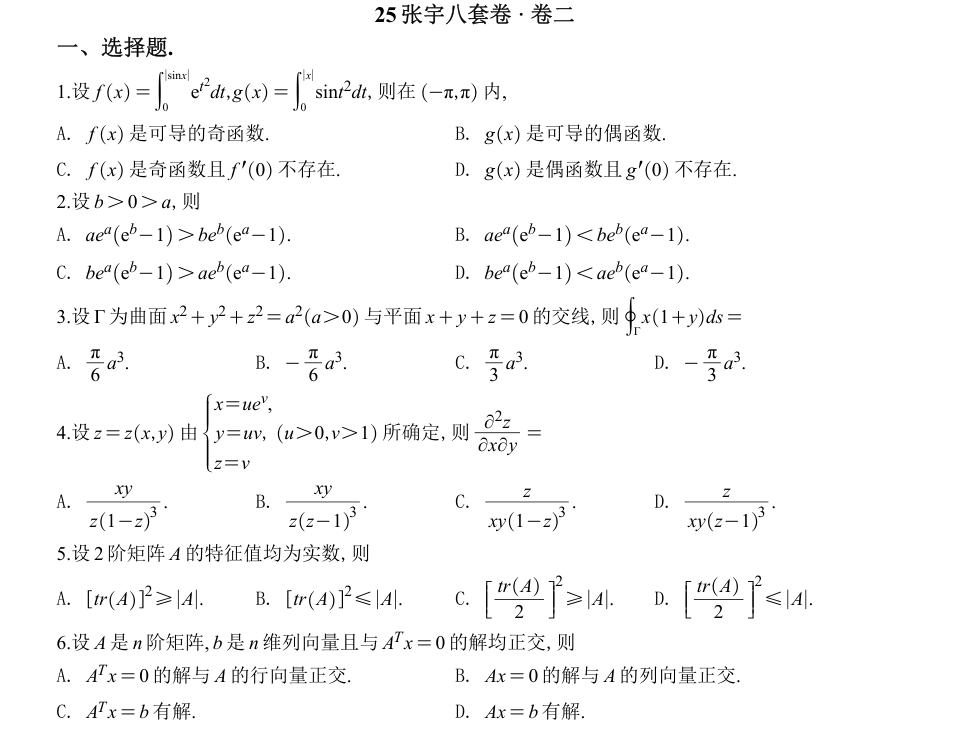 25张宇八套卷·卷二
一、选择题.
1.设 f(x)=∫₀^{|sinx|} e^{t²}dt,g(x)=∫₀^{|x|} sint²dt, 则在 (−π,π) 内,
A. f(x) 是可导的奇函数. B. g(x) 是可导的偶函数.
C. f(x) 是奇函数且 f′(0) 不存在. D. g(x) 是偶函数且 g′(0) 不存在.
2.设 b>0>a, 则
A. ae^a(e^b−1)>be^b(e^a−1). B. ae^a(e^b−1)<be^b(e^a−1).
C. be^a(e^b−1)>ae^b(e^a−1). D. be^a(e^b−1)<ae^b(e^a−1).
3.设 Γ 为曲面 x²+y²+z²=a²(a>0) 与平面 x+y+z=0 的交线, 则 ∮_Γ x(1+y)ds=
A. π/6 a³. B. −π/6 a³. C. π/3 a³. D. −π/3 a³.
4.设 z=z(x,y) 由 {x=ue^v, y=uv, z=v (u>0,v>1) 所确定, 则 ∂²z/∂x∂y =
A. xy/z(1−z)³. B. xy/z(z−1)³. C. z/xy(1−z)³. D. z/xy(z−1)³.
5.设 2 阶矩阵 A 的特征值均为实数, 则
A. [tr(A)]²⩾|A|. B. [tr(A)]²⩽|A|. C. [tr(A)/2]²⩾|A|. D. [tr(A)/2]²⩽|A|.
6.设 A 是 n 阶矩阵, b 是 n 维列向量且与 A^T x=0 的解均正交, 则
A. A^T x=0 的解与 A 的行向量正交. B. Ax=0 的解与 A 的列向量正交.
C. A^T x=b 有解. D. Ax=b 有解.